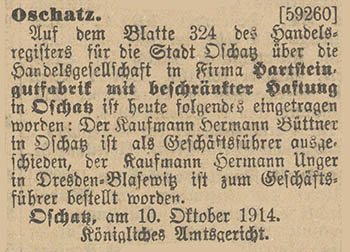 Oschatz. [59260]
Auf dem Blatte 324 des Handels-
registers für die Stadt Oschatz über die
Handelsgesellschaft in Firma Hartstein-
gutfabrik mit beschränkter Haftung
in Oschatz ist heute folgendes eingetragen
worden: Der Kaufmann Hermann Büttner
in Oschatz ist als Geschäftsführer ausge-
schieden, der Kaufmann Hermann Unger
in Dresden-Blasewitz ist zum Geschäfts-
führer bestellt worden.
Oschatz, am 10. Oktober 1914.
Königliches Amtsgericht.